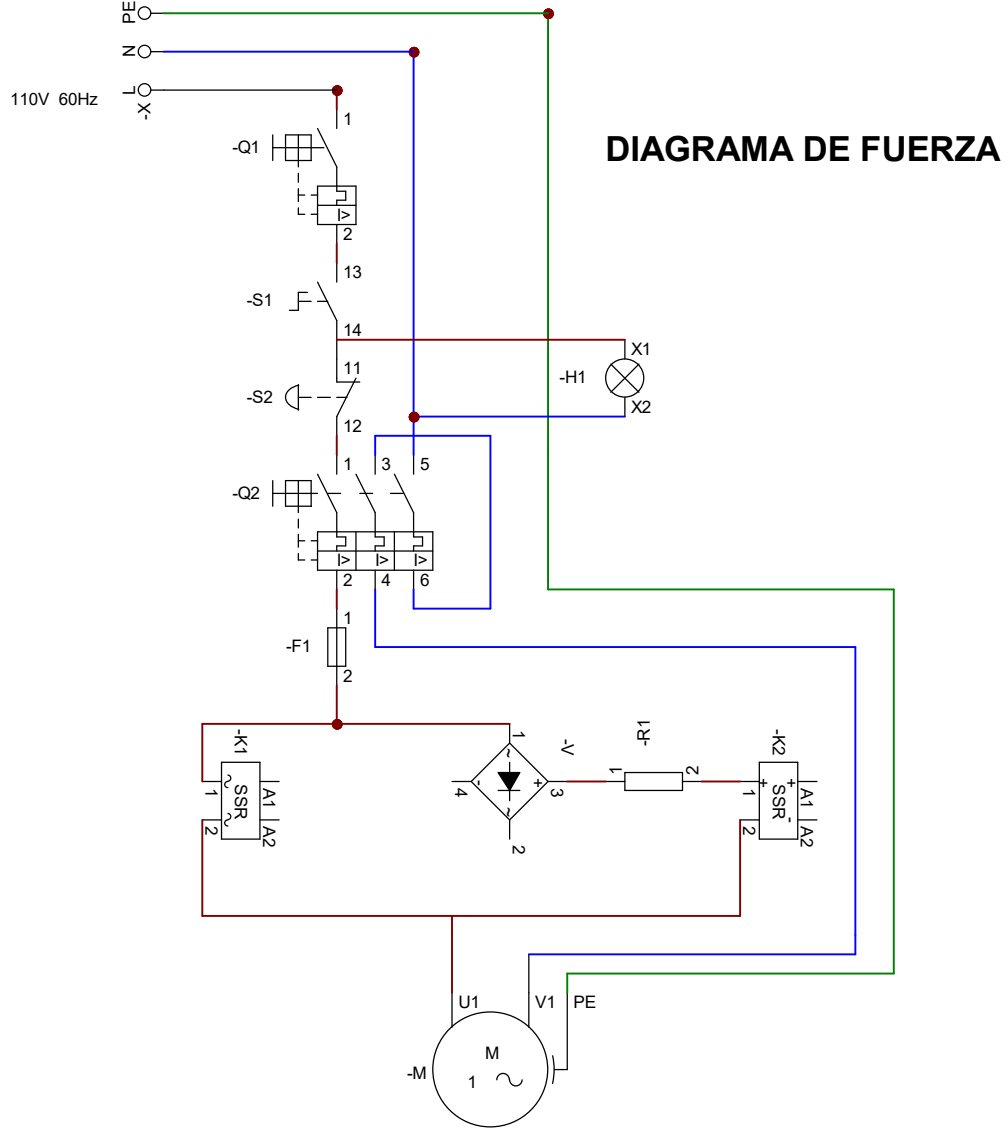 PE
N
L
110V 60Hz
-X
DIAGRAMA DE FUERZA
1
-Q1
I>
2
13
-S1
14
X1
-H1
X2
11
-S2
12
1 3 5
-Q2
I> I> I>
2 4 6
1
-F1
2
-K1
1 A1
SSR
2 A2
-V
1
4 - + 3
2
-R1
1 2
-K2
+ +
1 A1
SSR
-
2 A2
U1 V1 PE
M
-M
1